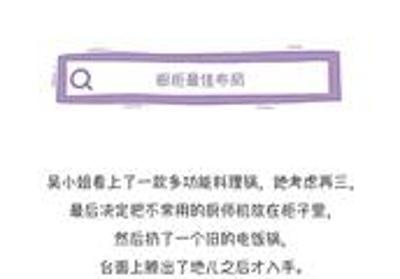 橱柜最佳布局
吴小姐看上了一款多功能料理锅，她考虑再三，
最后决定把不常用的厨师机放在柜子里，
然后扔了一个旧的电饭锅，
台面上腾出了地儿之后才入手。